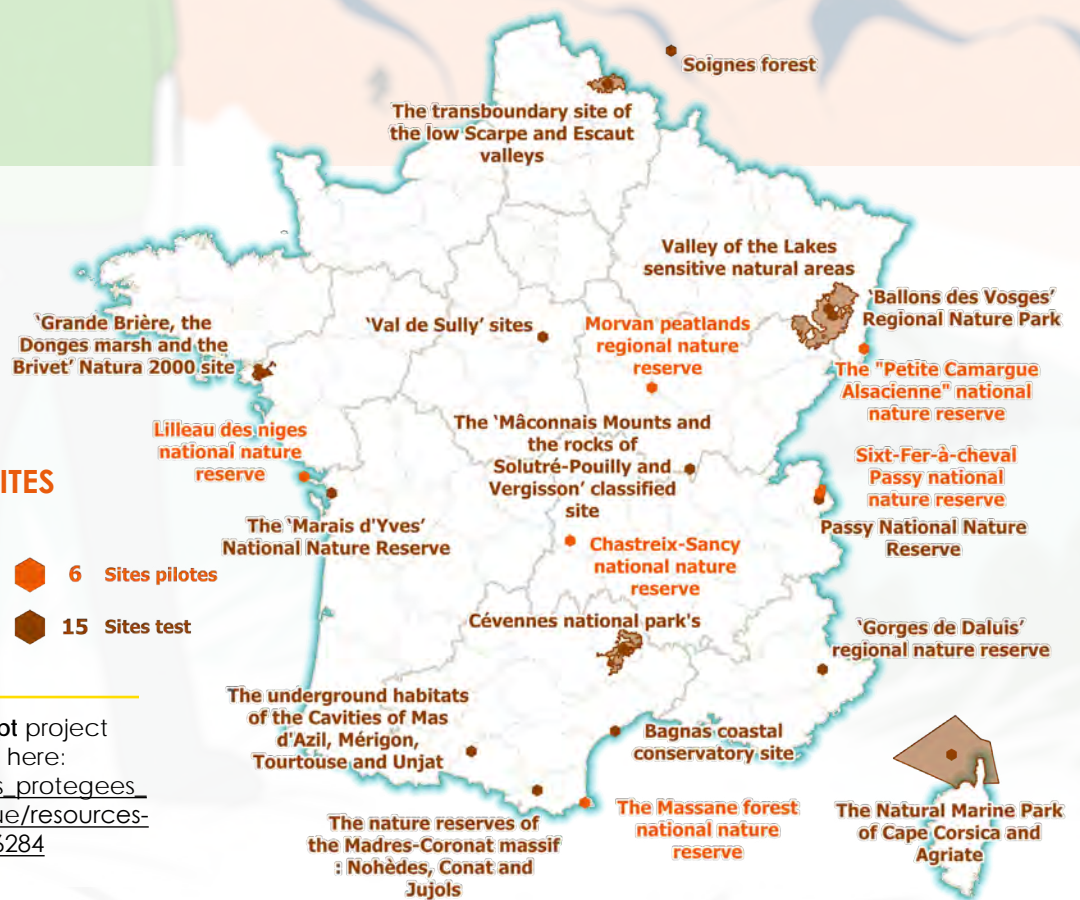 Soignes forest
The transboundary site of
the low Scarpe and Escaut
valleys
Valley of the Lakes
sensitive natural areas
'Ballons des Vosges'
Regional Nature Park
'Grande Brière, the
Donges marsh and the
Brivet' Natura 2000 site
'Val de Sully' sites
Morvan peatlands
regional nature
reserve
The "Petite Camargue
Alsacienne" national
nature reserve
Lilleau des niges
national nature
reserve
The 'Mâconnais Mounts and
the rocks of
Solutré-Pouilly and
Vergisson' classified
site
Sixt-Fer-à-cheval
Passy national
nature reserve
ITES
The 'Marais d'Yves'
National Nature Reserve
Passy National Nature
Reserve
Chastreix-Sancy
national nature
reserve
6 Sites pilotes
15 Sites test
Cévennes national park's
'Gorges de Daluis'
regional nature reserve
The underground habitats
of the Cavities of Mas
d'Azil, Mérigon,
Tourtouse and Unjat
Bagnas coastal
conservatory site
pt project
here:
s_protegees_
ue/resources-
6284
The nature reserves of
the Madres-Coronat massif
: Nohèdes, Conat and
Jujols
The Massane forest
national nature
reserve
The Natural Marine Park
of Cape Corsica and
Agriate